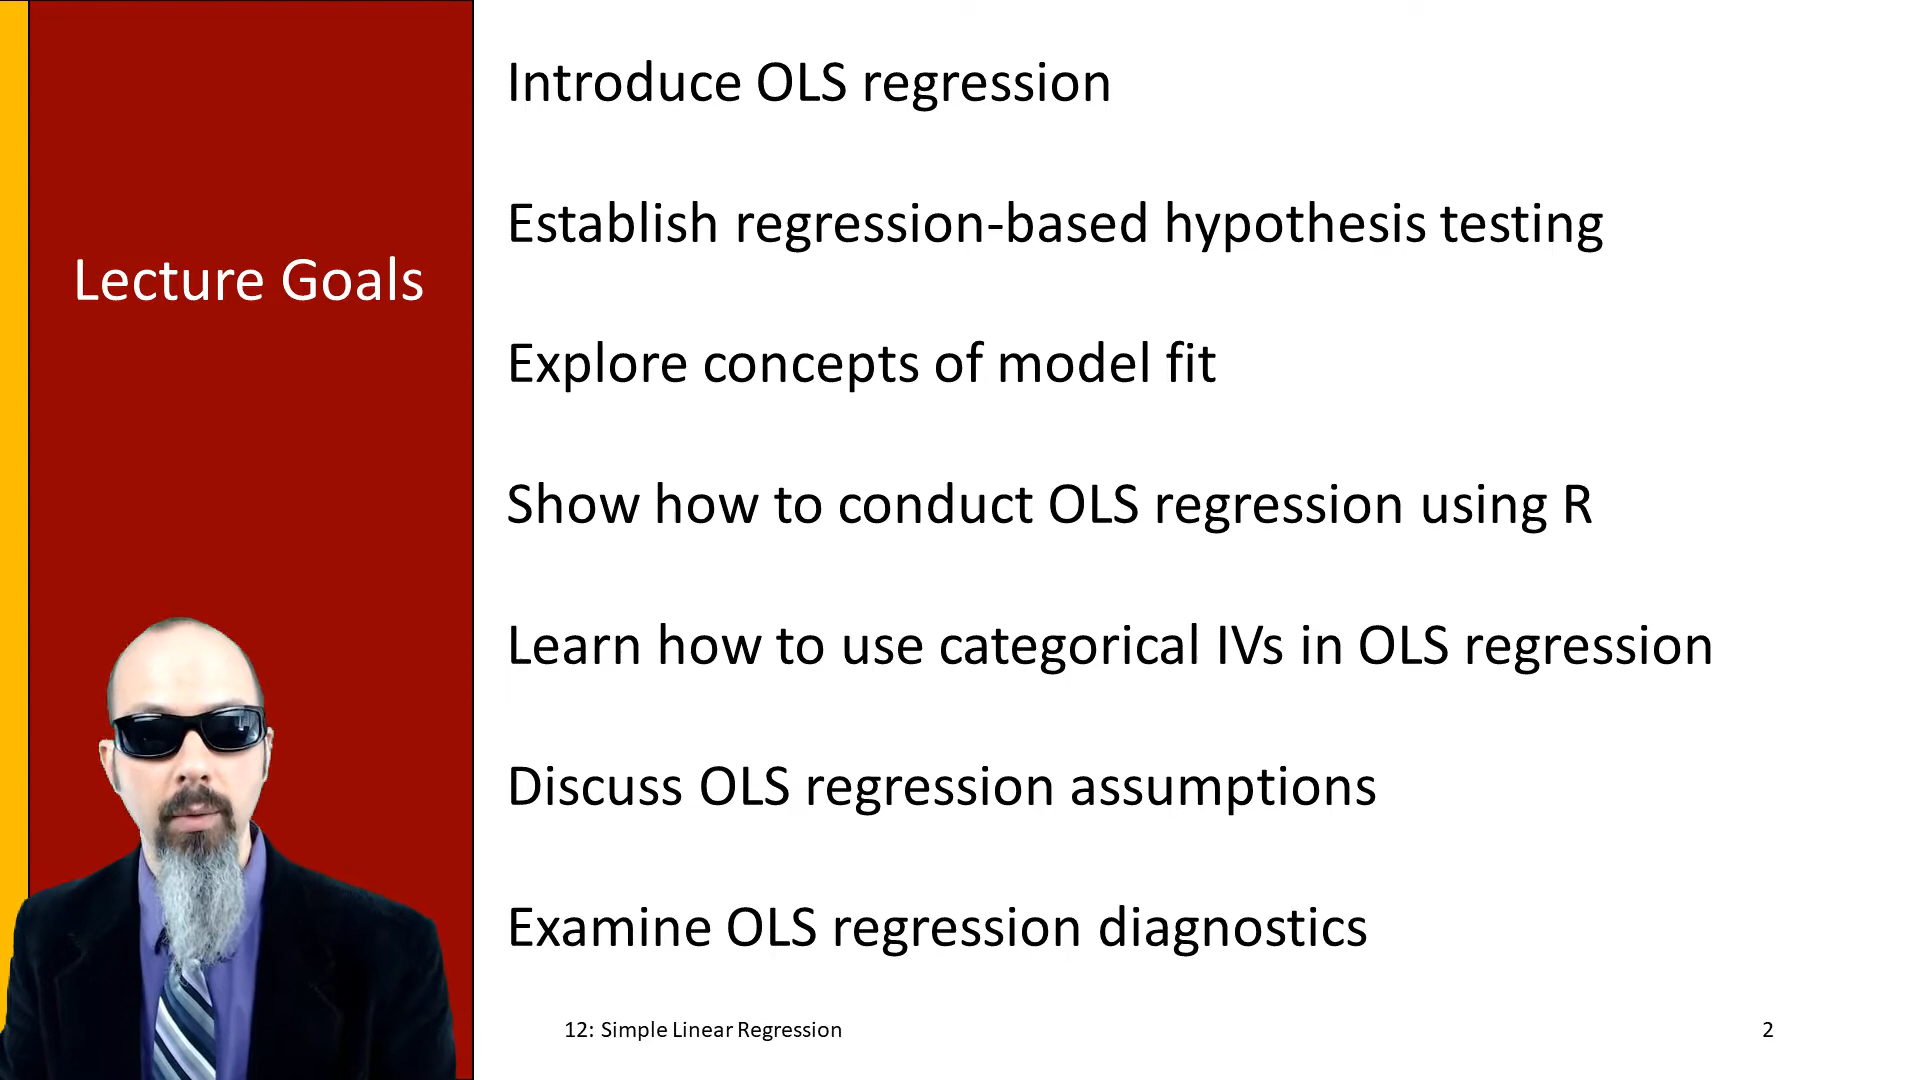 Lecture Goals
Introduce OLS regression
Establish regression-based hypothesis testing
Explore concepts of model fit
Show how to conduct OLS regression using R
Learn how to use categorical IVs in OLS regression
Discuss OLS regression assumptions
Examine OLS regression diagnostics
12: Simple Linear Regression
2